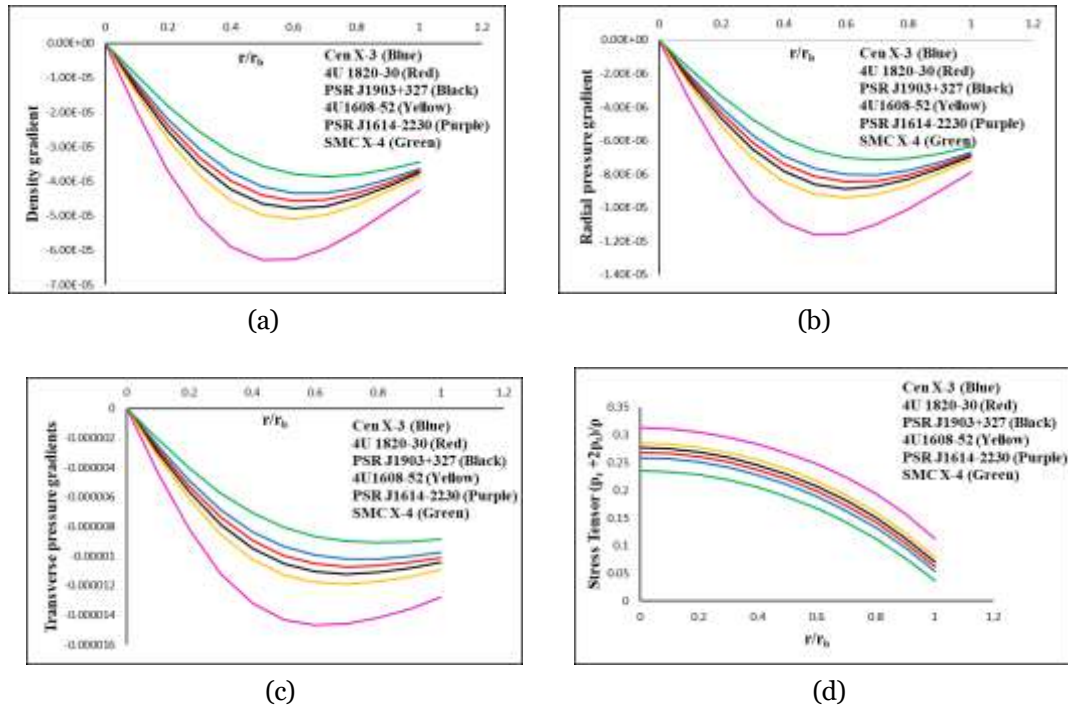 0 0.2 0.4 0.6 0.8 1 1.2
0.00E+00
-1.00E-05
-2.00E-05
-3.00E-05
-4.00E-05
-5.00E-05
-6.00E-05
-7.00E-05
Density gradient
r/r_b
Cen X-3 (Blue)
4U 1820-30 (Red)
PSR J1903+327 (Black)
4U1608-52 (Yellow)
PSR J1614-2230 (Purple)
SMC X-4 (Green)
(a)
0 0.2 0.4 0.6 0.8 1 1.2
0.00E+00
-2.00E-06
-4.00E-06
-6.00E-06
-8.00E-06
-1.00E-05
-1.20E-05
-1.40E-05
Radial pressure gradient
r/r_b
Cen X-3 (Blue)
4U 1820-30 (Red)
PSR J1903+327 (Black)
4U1608-52 (Yellow)
PSR J1614-2230 (Purple)
SMC X-4 (Green)
(b)
0 0.2 0.4 0.6 0.8 1 1.2
0
-0.000002
-0.000004
-0.000006
-0.000008
-0.00001
-0.000012
-0.000014
-0.000016
Transverse pressure gradients
r/r_b
Cen X-3 (Blue)
4U 1820-30 (Red)
PSR J1903+327 (Black)
4U1608-52 (Yellow)
PSR J1614-2230 (Purple)
SMC X-4 (Green)
(c)
Cen X-3 (Blue)
4U 1820-30 (Red)
PSR J1903+327 (Black)
4U1608-52 (Yellow)
PSR J1614-2230 (Purple)
SMC X-4 (Green)
0.35
0.3
0.25
0.2
0.15
0.1
0.05
0
Stress Tensor
0 0.2 0.4 0.6 0.8 1 1.2
r/r_b
(d)